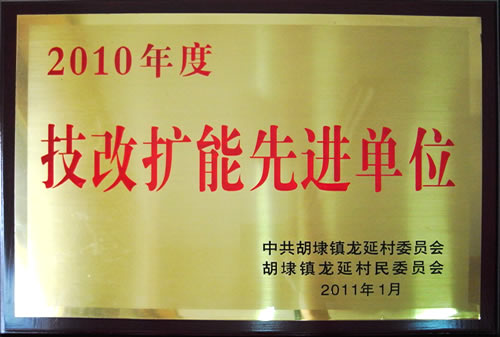 2010年度
技改扩能先进单位
中共胡埭镇龙延村委员会
胡埭镇龙延村民委员会
2011年1月